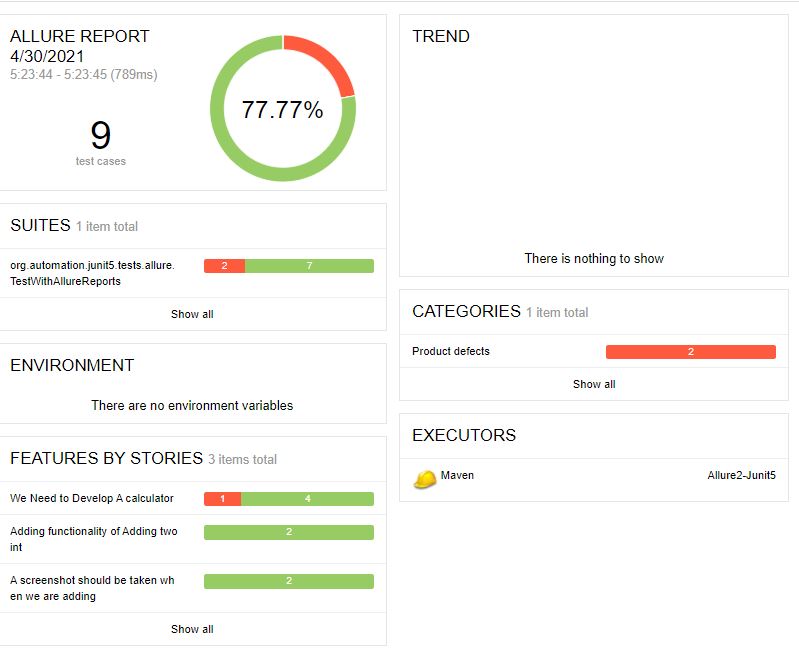 ALLURE REPORT
4/30/2021
5:23:44 - 5:23:45 (789ms)
9
test cases
77.77%
SUITES 1 item total
org.automation.junit5.tests.allure.
TestWithAllureReports
2 7
Show all
ENVIRONMENT
There are no environment variables
FEATURES BY STORIES 3 items total
We Need to Develop A calculator
1 4
Adding functionality of Adding two
int
2
A screenshot should be taken wh
en we are adding
2
Show all
TREND
There is nothing to show
CATEGORIES 1 item total
Product defects 2
Show all
EXECUTORS
Maven Allure2-Junit5